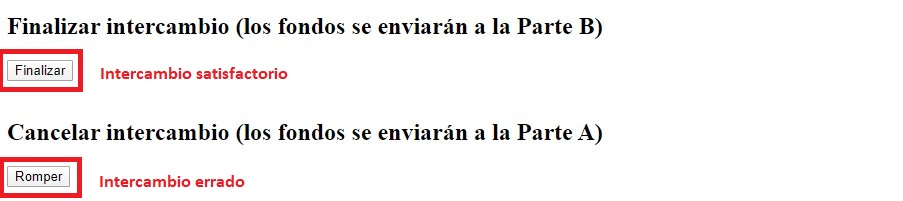 Finalizar intercambio (los fondos se enviarán a la Parte B)
Finalizar Intercambio satisfactorio
Cancelar intercambio (los fondos se enviarán a la Parte A)
Romper Intercambio errado